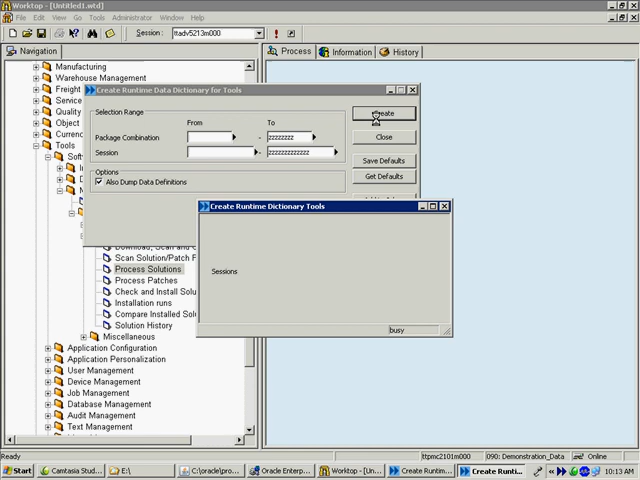 Worktop - [Untitled1.wtd]
File Edit View Go Tools Administrator Window Help
Session: ttadv5213m000
Navigation
Process Information History
Manufacturing
Warehouse Management
Freight
Service
Quality
Object
Currenc
Tools
Soft
Create Runtime Data Dictionary for Tools
Selection Range
From To
Package Combination - zzzzzzzz
Session - zzzzzzzzzzzzz
Options
Also Dump Data Definitions
Create
Close
Save Defaults
Get Defaults
Create Runtime Dictionary Tools
Sessions
busy
Download, Scan and C
Scan Solution/Patch F
Process Solutions
Process Patches
Check and Install Solu
Installation runs
Compare Installed Solu
Solution History
Miscellaneous
Application Configuration
Application Personalization
User Management
Device Management
Job Management
Database Management
Audit Management
Text Management
Ready ttpmc2101m000 090: Demonstration_Data Online
Start Camtasia Stud... E:\ C:\oracle\pro... Oracle Enterp... Worktop - [Un... Create Runtim... Create Runti... 10:13 AM